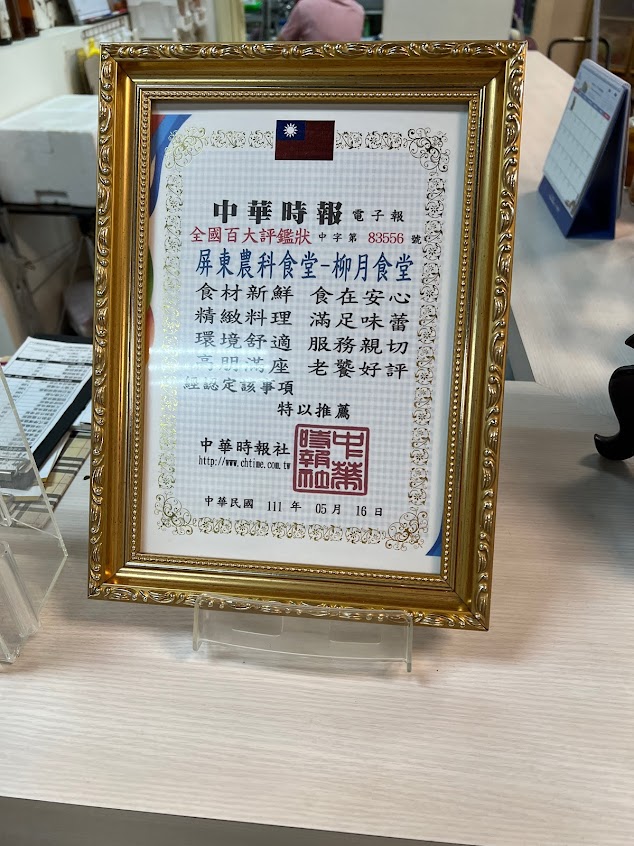 中華時報 電子報
全國百大評鑑狀 中字第 83556 號
屏東農科食堂-柳月食堂
食材新鮮 食在安心
精緻料理 滿足味蕾
環境舒適 服務親切
高朋滿座 老饕好評
經認定該事項
特以推薦
中華時報社
http://www.chtime.com.tw
中華民國 111 年 05 月 16 日